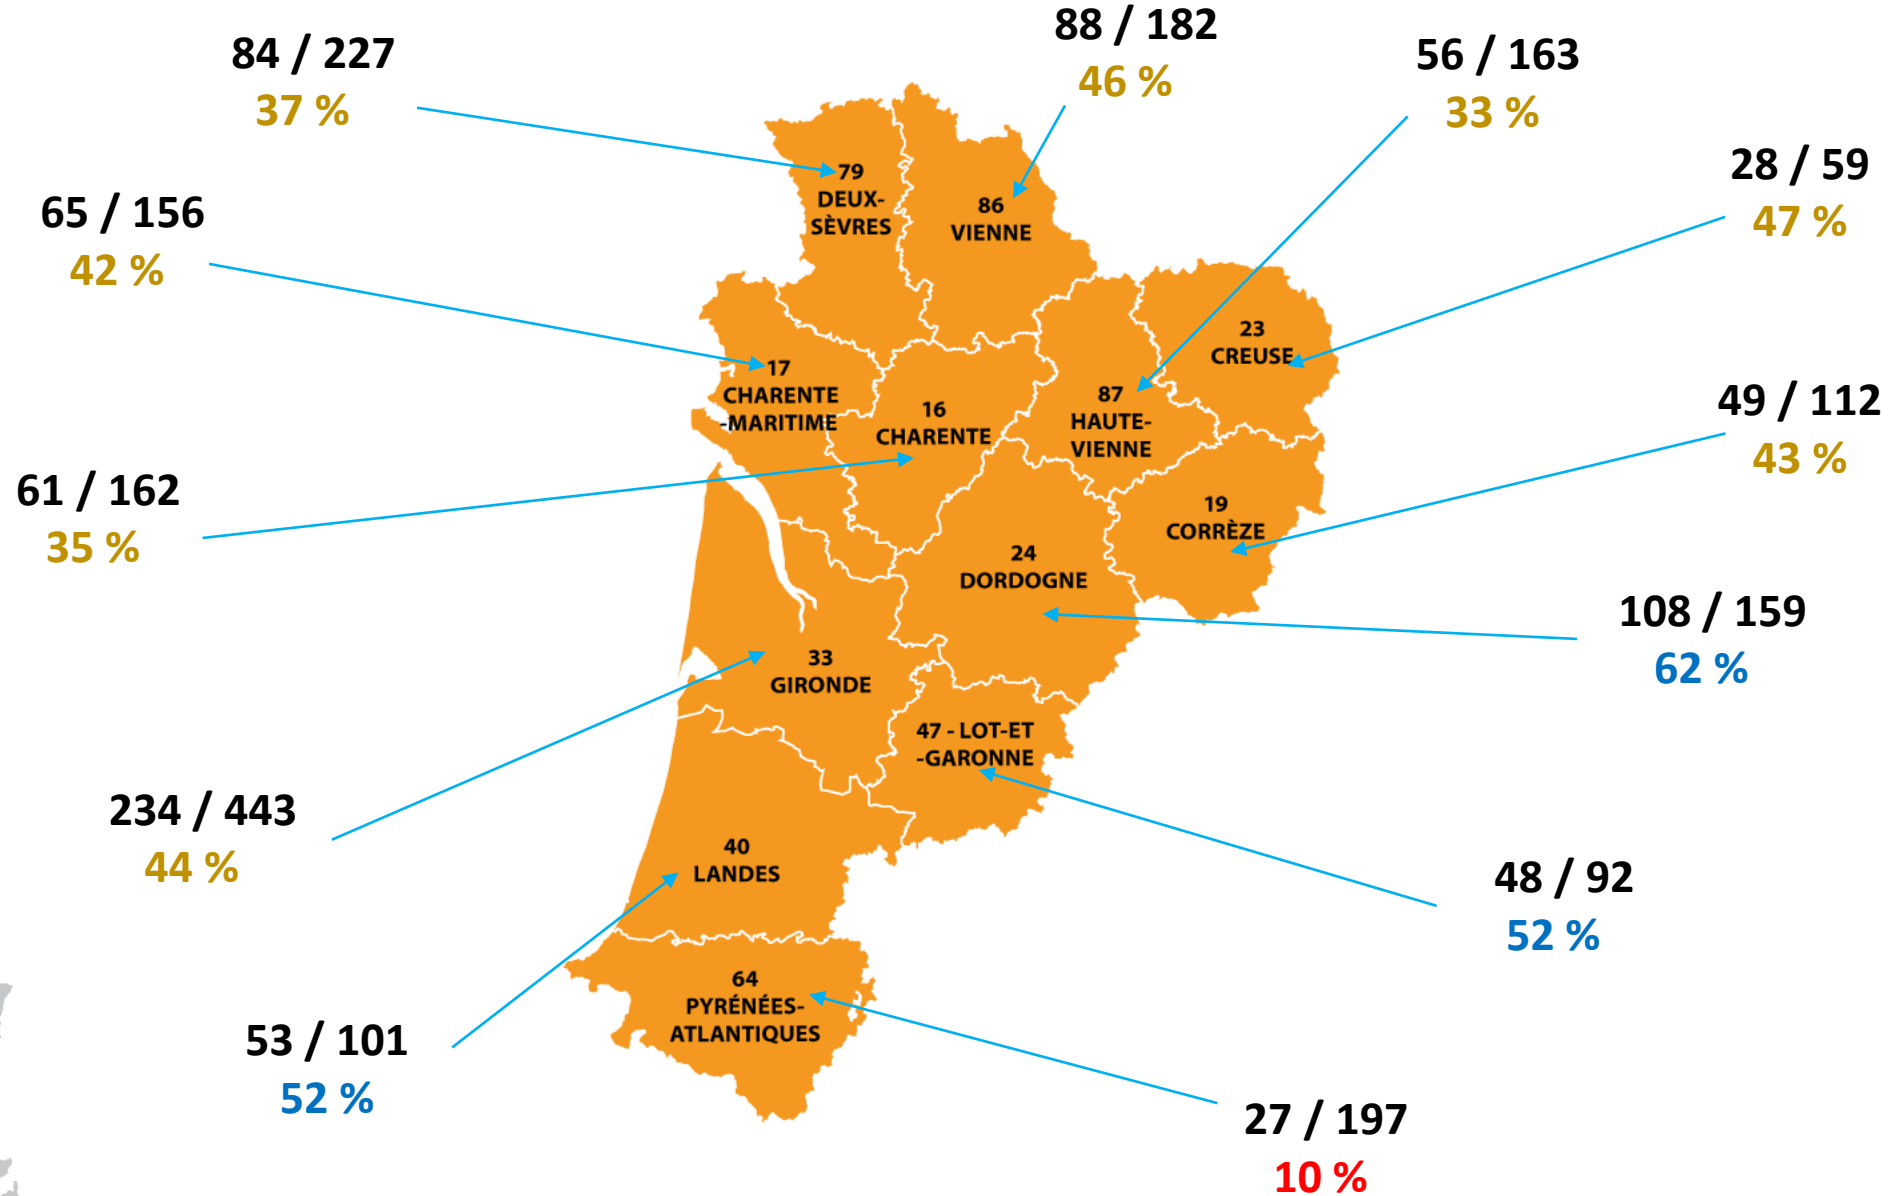 88 / 182
46 %
84 / 227
37 %
56 / 163
33 %
28 / 59
47 %
65 / 156
42 %
79
DEUX-
SÈVRES
86
VIENNE
23
CREUSE
17
CHARENTE
-MARITIME
16
CHARENTE
87
HAUTE-
VIENNE
49 / 112
43 %
61 / 162
35 %
19
CORRÈZE
24
DORDOGNE
108 / 159
62 %
33
GIRONDE
47 - LOT-ET
-GARONNE
234 / 443
44 %
40
LANDES
48 / 92
52 %
64
PYRÉNÉES-
ATLANTIQUES
53 / 101
52 %
27 / 197
10 %